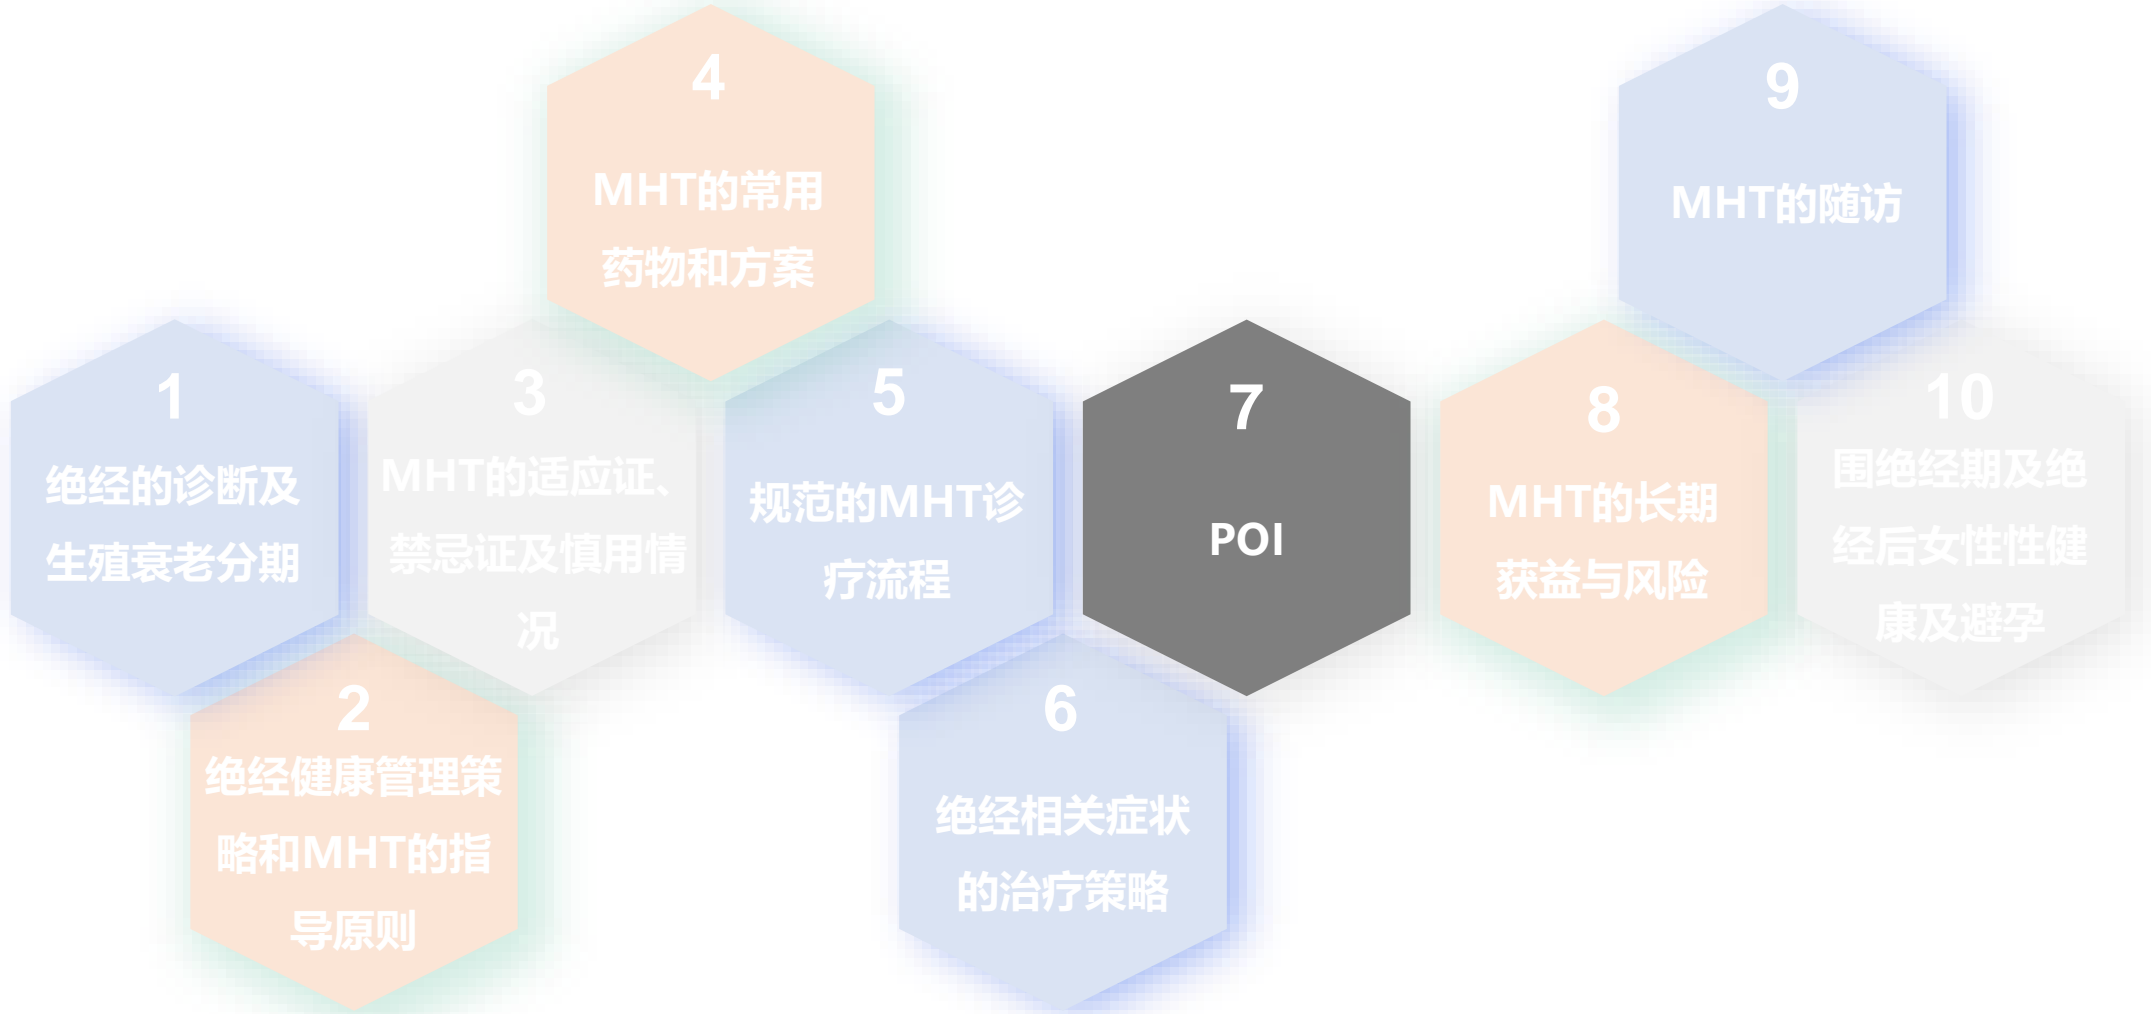 1
绝经的诊断及
生殖衰老分期
2
绝经健康管理策
略和MHT的指
导原则
3
MHT的适应证、
禁忌证及慎用情
况
4
MHT的常用
药物和方案
5
规范的MHT诊
疗流程
6
绝经相关症状
的治疗策略
7
POI
8
MHT的长期
获益与风险
9
MHT的随访
10
围绝经期及绝
经后女性性健
康及避孕